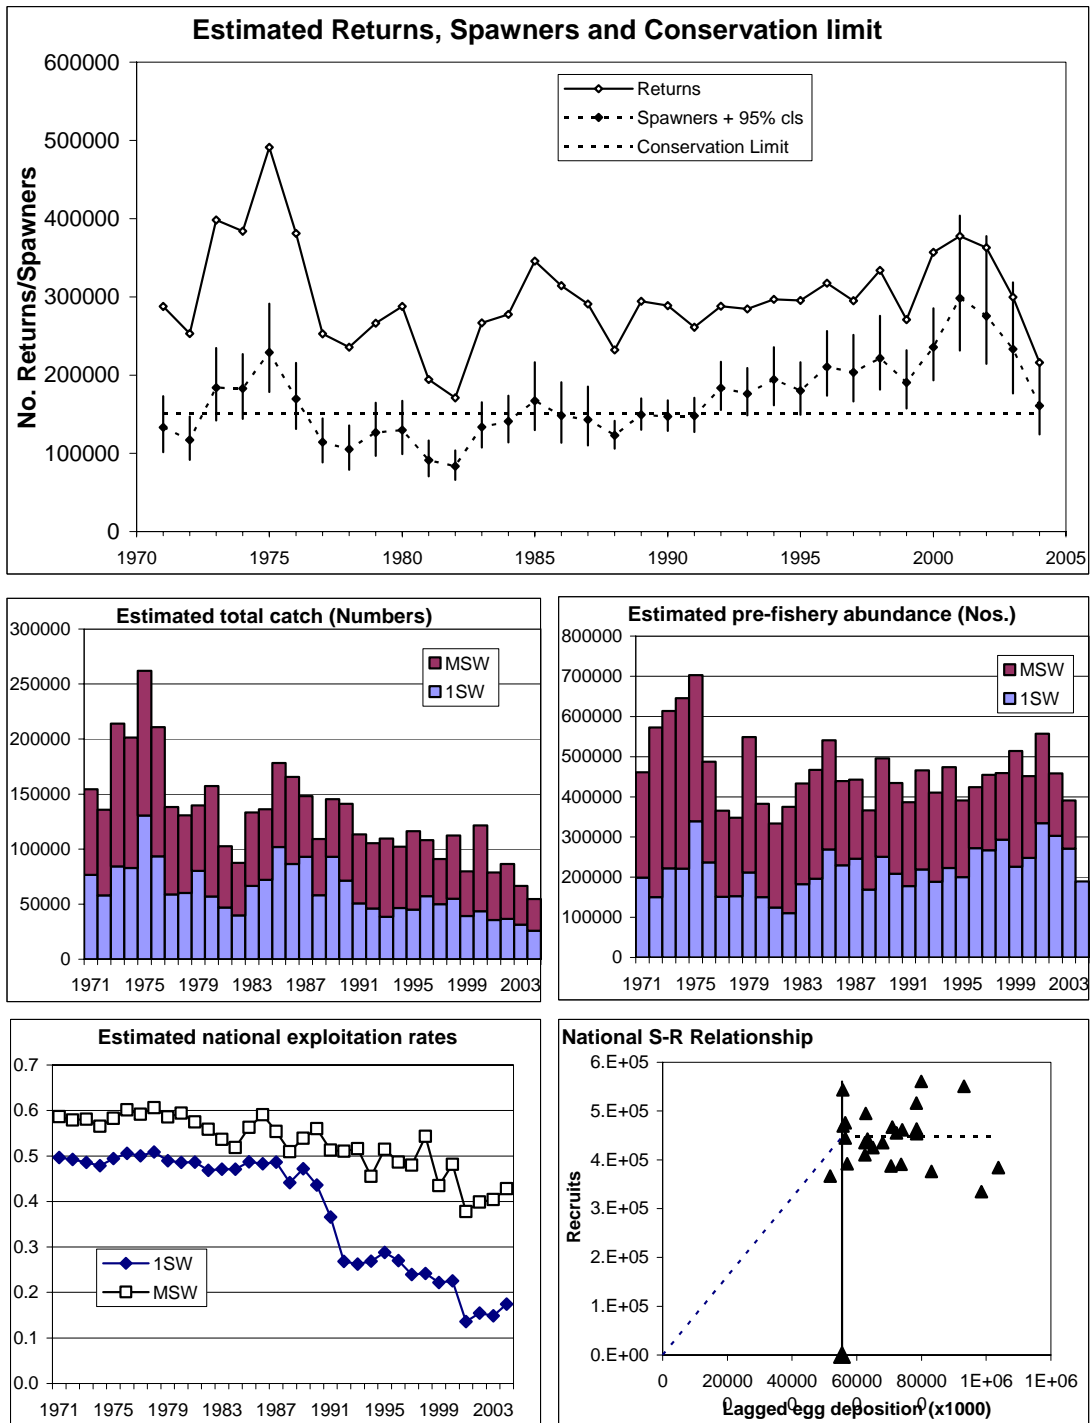 Estimated Returns, Spawners and Conservation limit
600000
500000
400000
300000
200000
100000
0
No. Returns/Spawners
Returns
Spawners + 95% cls
Conservation Limit
1970 1975 1980 1985 1990 1995 2000 2005
Estimated total catch (Numbers)
300000
250000
200000
150000
100000
50000
0
MSW
1SW
1971 1975 1979 1983 1987 1991 1995 1999 2003
Estimated pre-fishery abundance (Nos.)
800000
700000
600000
500000
400000
300000
200000
100000
0
MSW
1SW
1971 1975 1979 1983 1987 1991 1995 1999 2003
Estimated national exploitation rates
0.7
0.6
0.5
0.4
0.3
0.2
0.1
0.0
1SW
MSW
1971 1975 1979 1983 1987 1991 1995 1999 2003
National S-R Relationship
6.E+05
5.E+05
4.E+05
3.E+05
2.E+05
1.E+05
0.E+00
Recruits
0 20000 40000 60000 80000 1.E+06 1.E+06
0 0 0 0
Lagged egg deposition (x1000)